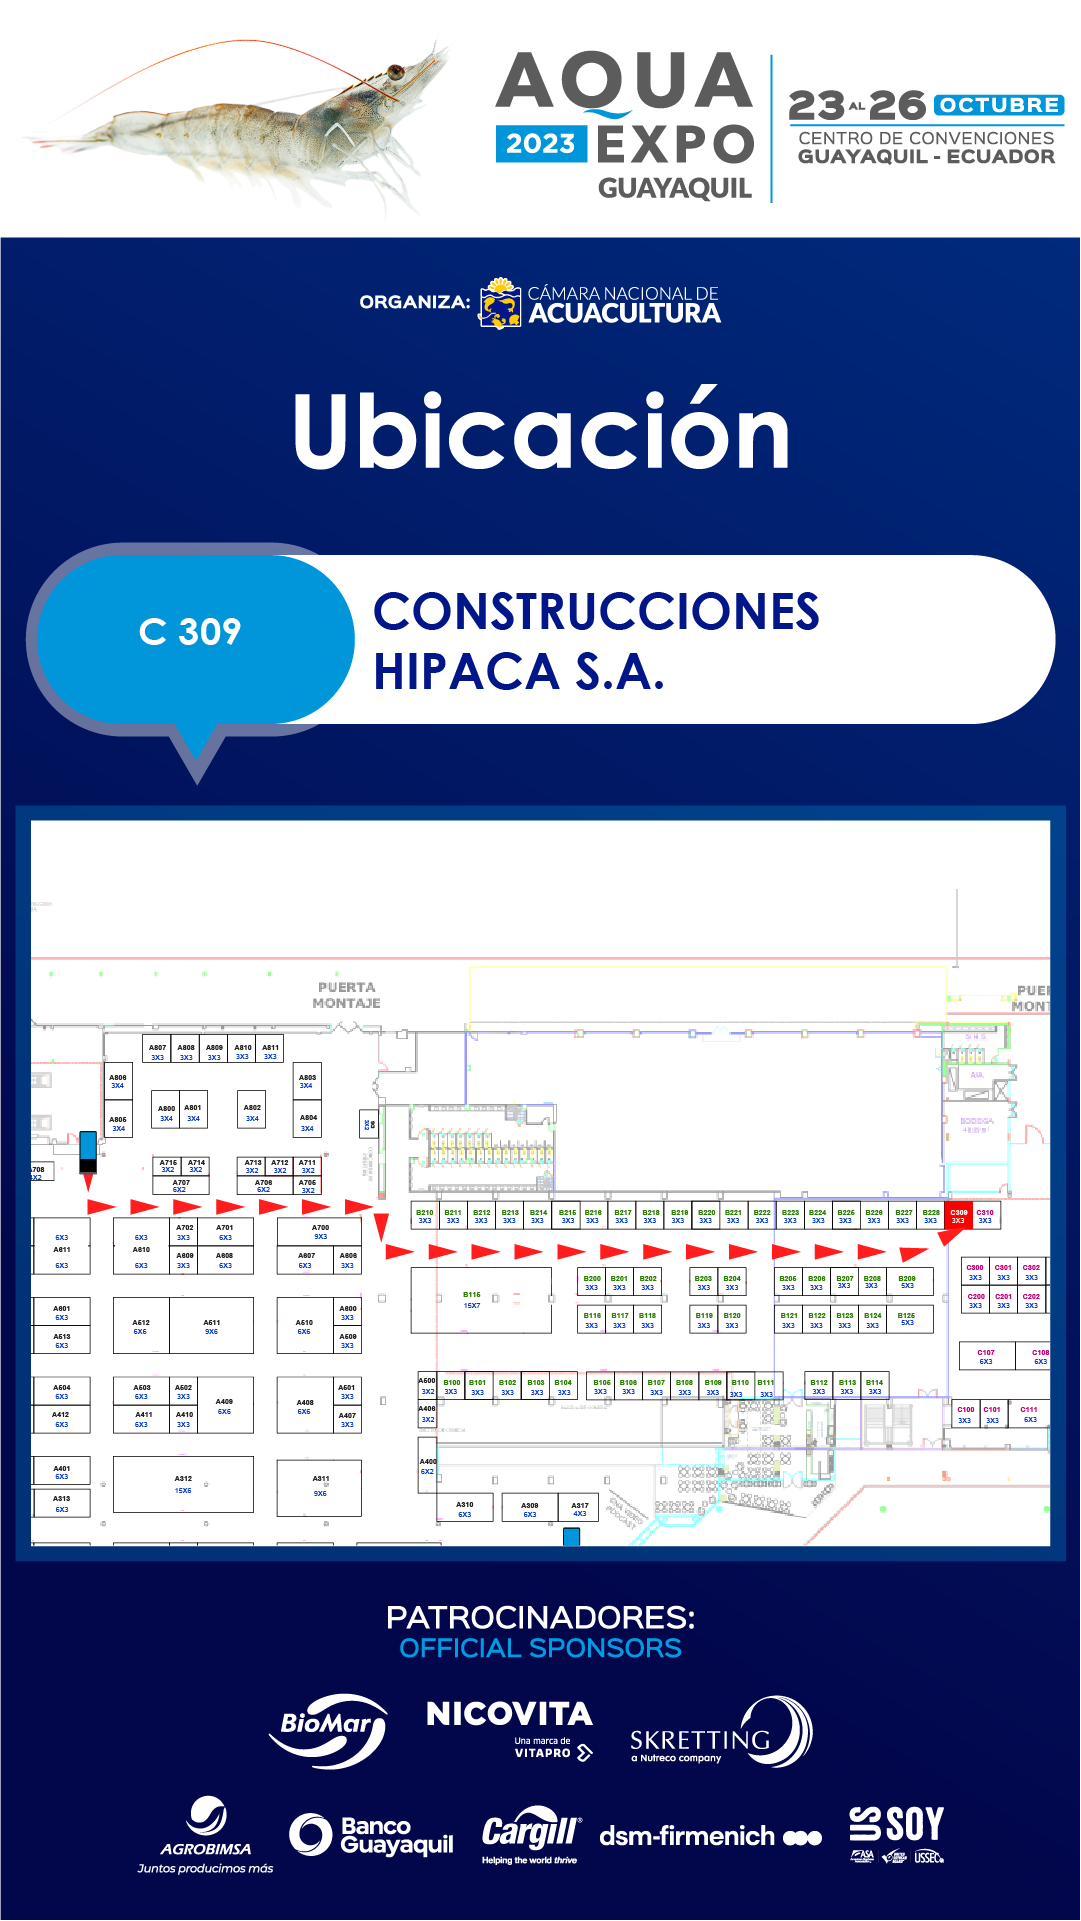 AQUA
2023 EXPO
GUAYAQUIL
23 AL 26 OCTUBRE
CENTRO DE CONVENCIONES
GUAYAQUIL - ECUADOR
ORGANIZA: CÁMARA NACIONAL DE
ACUACULTURA
Ubicación
C 309
CONSTRUCCIONES
HIPACA S.A.
PUERTA
MONTAJE
A807 A808 A809 A810 A811
3X3 3X3 3X3 3X3 3X3
A806 A803
3X4 3X4
A800 A801 A802
3X4 3X4 3X4
A805 A804
3X4 3X4
A715 A714 A713 A712 A711
3X2 3X2 3X2 3X2 3X2
A707 A706 A705
6X2 6X2 3X2
B210 B211 B212 B213 B214 B215 B216 B217 B218 B219 B220 B221 B222 B223 B224 B225 B226 B227 B228 C309 C310
3X3 3X3 3X3 3X3 3X3 3X3 3X3 3X3 3X3 3X3 3X3 3X3 3X3 3X3 3X3 3X3 3X3 3X3 3X3 3X3 3X3
A702 A701 A700
6X3 6X3 3X3 6X3 9X3
A611 A610 A609 A608 A607 A606
6X3 6X3 3X3 6X3 6X3 3X3
B200 B201 B202 B203 B204 B205 B206 B207 B208 B209
3X3 3X3 3X3 3X3 3X3 3X3 3X3 3X3 3X3 5X3
C300 C301 C302
3X3 3X3 3X3
B115
15X7
C200 C201 C202
3X3 3X3 3X3
B116 B117 B118 B119 B120 B121 B122 B123 B124 B125
3X3 3X3 3X3 3X3 3X3 3X3 3X3 3X3 3X3 5X3
A601 A600
6X3 3X3
A512 A511 A510
6X6 9X6 6X6
A513 A509
6X3 3X3
C107 C108
6X3 6X3
A504 A503 A502 A501
6X3 6X3 3X3 3X3
A409 A408
6X6 6X6
A412 A411 A410 A407
6X3 6X3 3X3 3X3
A500 B100 B101 B102 B103 B104 B105 B106 B107 B108 B109 B110 B111 B112 B113 B114
3X2 3X3 3X3 3X3 3X3 3X3 3X3 3X3 3X3 3X3 3X3 3X3 3X3 3X3 3X3 3X3
A406
3X2
C100 C101 C111
3X3 3X3 6X3
A401
6X3
A312 A311
15X6 9X6
A313
6X3
A400
6X2
A310 A309 A317
6X3 6X3 4X3
PATROCINADORES:
OFFICIAL SPONSORS
BioMar
NICOVITA
Una marca de
VITAPRO
SKRETTING
a Nutreco company
AGROBIMSA
Juntos producimos más
Banco
Guayaquil
Cargill®
Helping the world thrive
dsm-firmenich
US SOY
ASA
USSEC